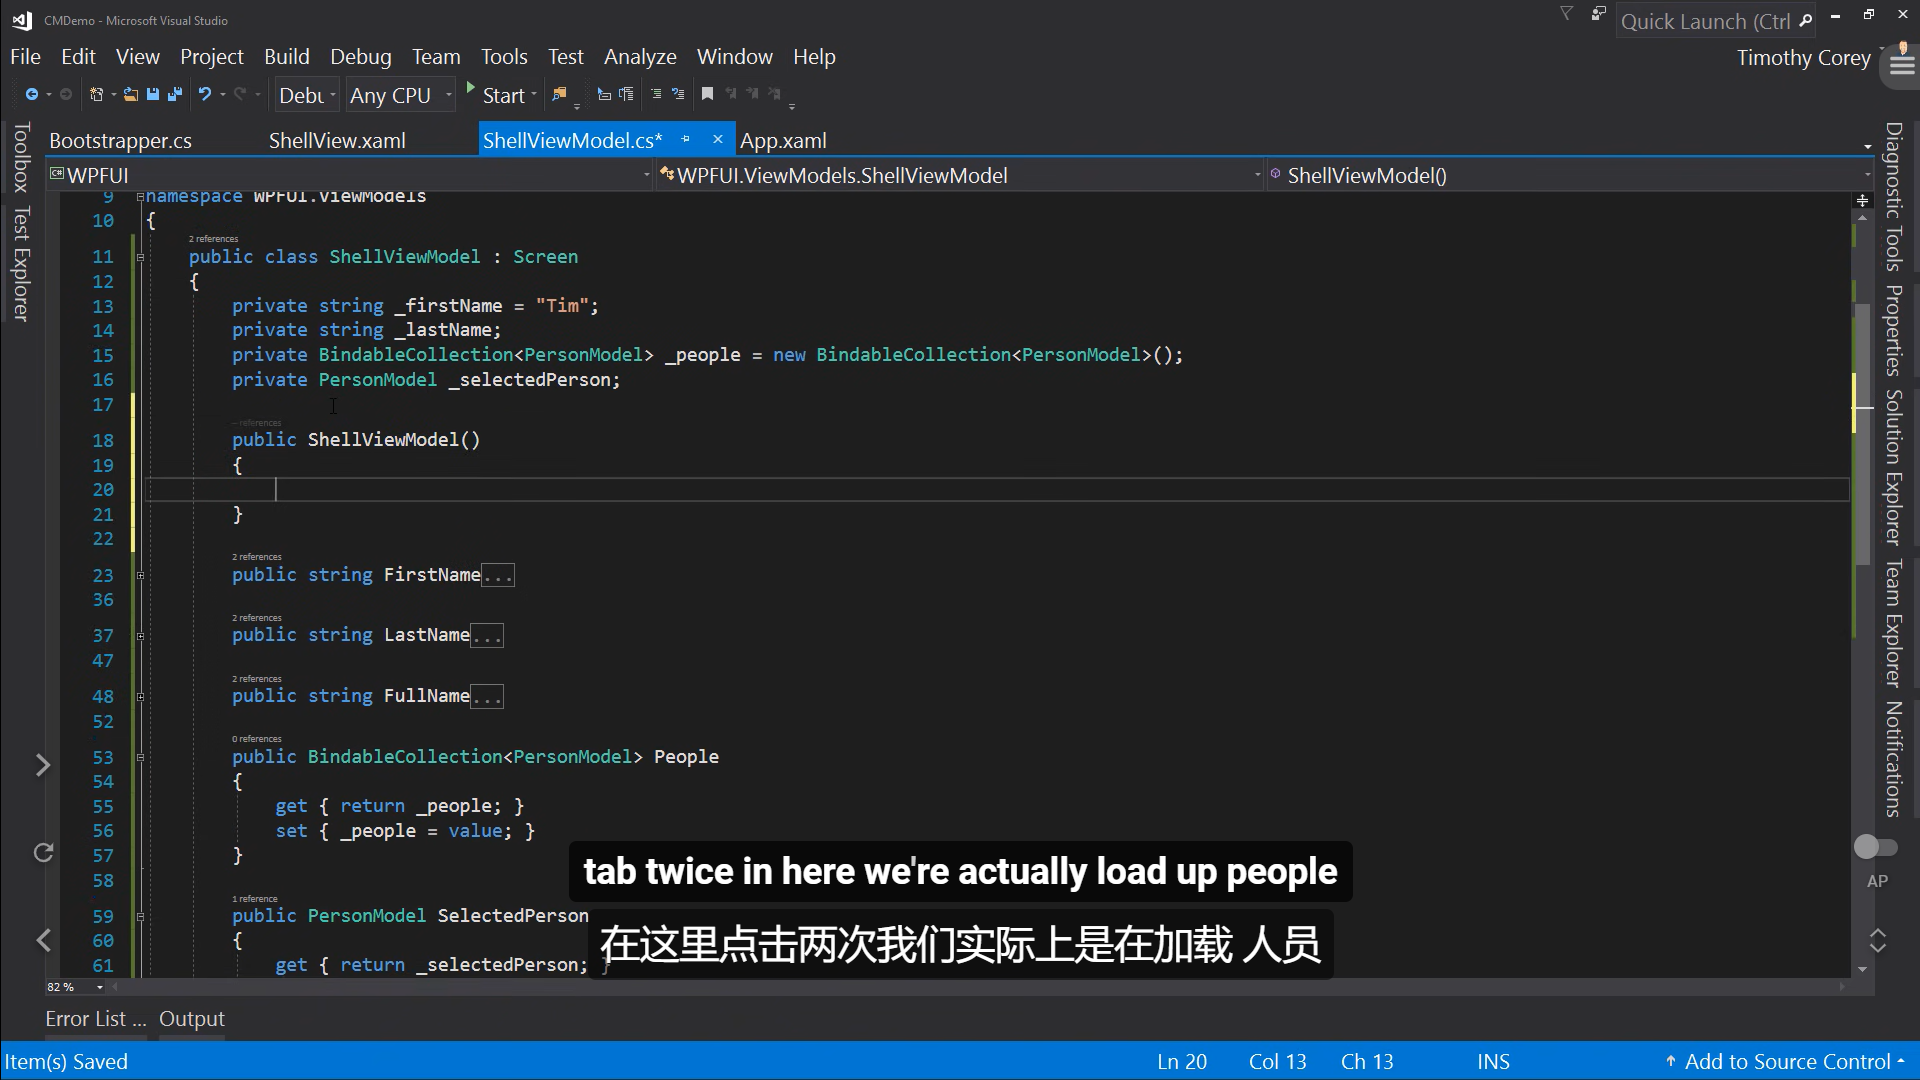 CMDemo - Microsoft Visual Studio
Quick Launch (Ctrl
File Edit View Project Build Debug Team Tools Test Analyze Window Help
Timothy Corey
Debu Any CPU Start
Bootstrapper.cs ShellView.xaml ShellViewModel.cs* App.xaml
WPFUI WPFUI.ViewModels.ShellViewModel ShellViewModel()
Toolbox
Test Explorer
9 namespace WPFUI.ViewModels
10 {
2 references
11 public class ShellViewModel : Screen
12 {
13 private string _firstName = "Tim";
14 private string _lastName;
15 private BindableCollection<PersonModel> _people = new BindableCollection<PersonModel>();
16 private PersonModel _selectedPerson;
17
– references
18 public ShellViewModel()
19 {
20
21 }
22
2 references
23 public string FirstName...
36
2 references
37 public string LastName...
47
2 references
48 public string FullName...
52
0 references
53 public BindableCollection<PersonModel> People
54 {
55 get { return _people; }
56 set { _people = value; }
57 }
58
1 reference
59 public PersonModel SelectedPerson
60 {
61 get { return _selectedPerson; }
tab twice in here we're actually load up people
在这里点击两次我们实际上是在加载 人员
Diagnostic Tools
Properties
Solution Explorer
Team Explorer
Notifications
AP
82 %
Error List ... Output
Item(s) Saved Ln 20 Col 13 Ch 13 INS Add to Source Control